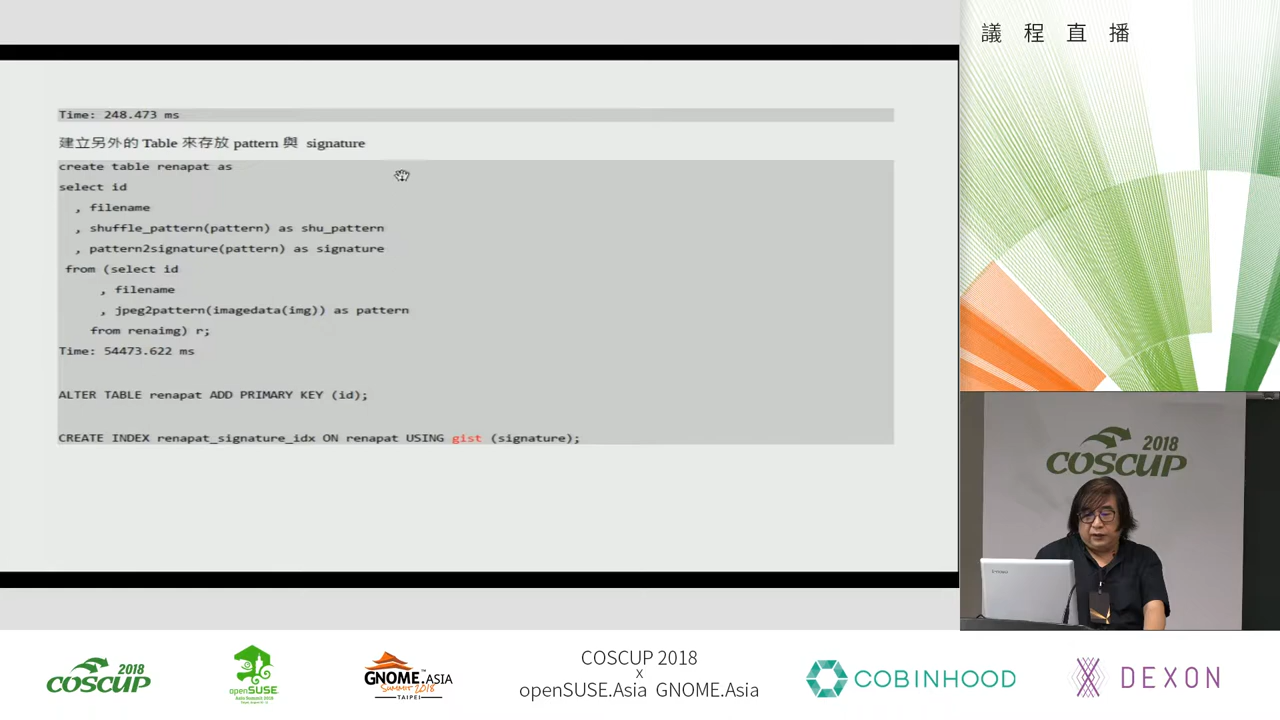 議程直播
Time: 248.473 ms
建立另外的 Table 來存放 pattern 與 signature
create table renapat as
select id
, filename
, shuffle_pattern(pattern) as shu_pattern
, pattern2signature(pattern) as signature
from (select id
, filename
, jpeg2pattern(imagedata(img)) as pattern
from renaimg) r;
Time: 54473.622 ms
ALTER TABLE renapat ADD PRIMARY KEY (id);
CREATE INDEX renapat_signature_idx ON renapat USING gist (signature);
2018
COSCUP
2018
COSCUP
openSUSE
GNOME.ASIA
SUMMIT 2018
TAIPEI
COSCUP 2018
x
openSUSE.Asia GNOME.Asia
COBINHOOD
DEXON